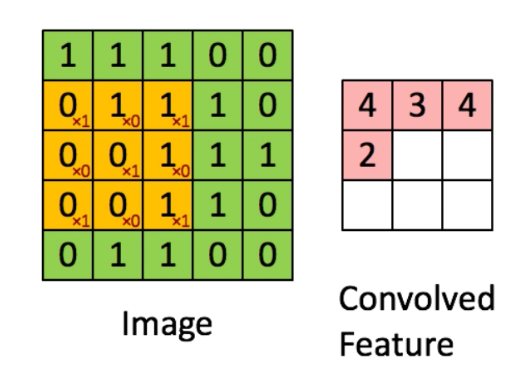 1 1 1 0 0
0 ×1 1 ×0 1 ×1 1 0
0 ×0 0 ×1 1 ×0 1 1
0 ×1 0 ×0 1 ×1 1 0
0 1 1 0 0
Image
4 3 4
2
Convolved
Feature